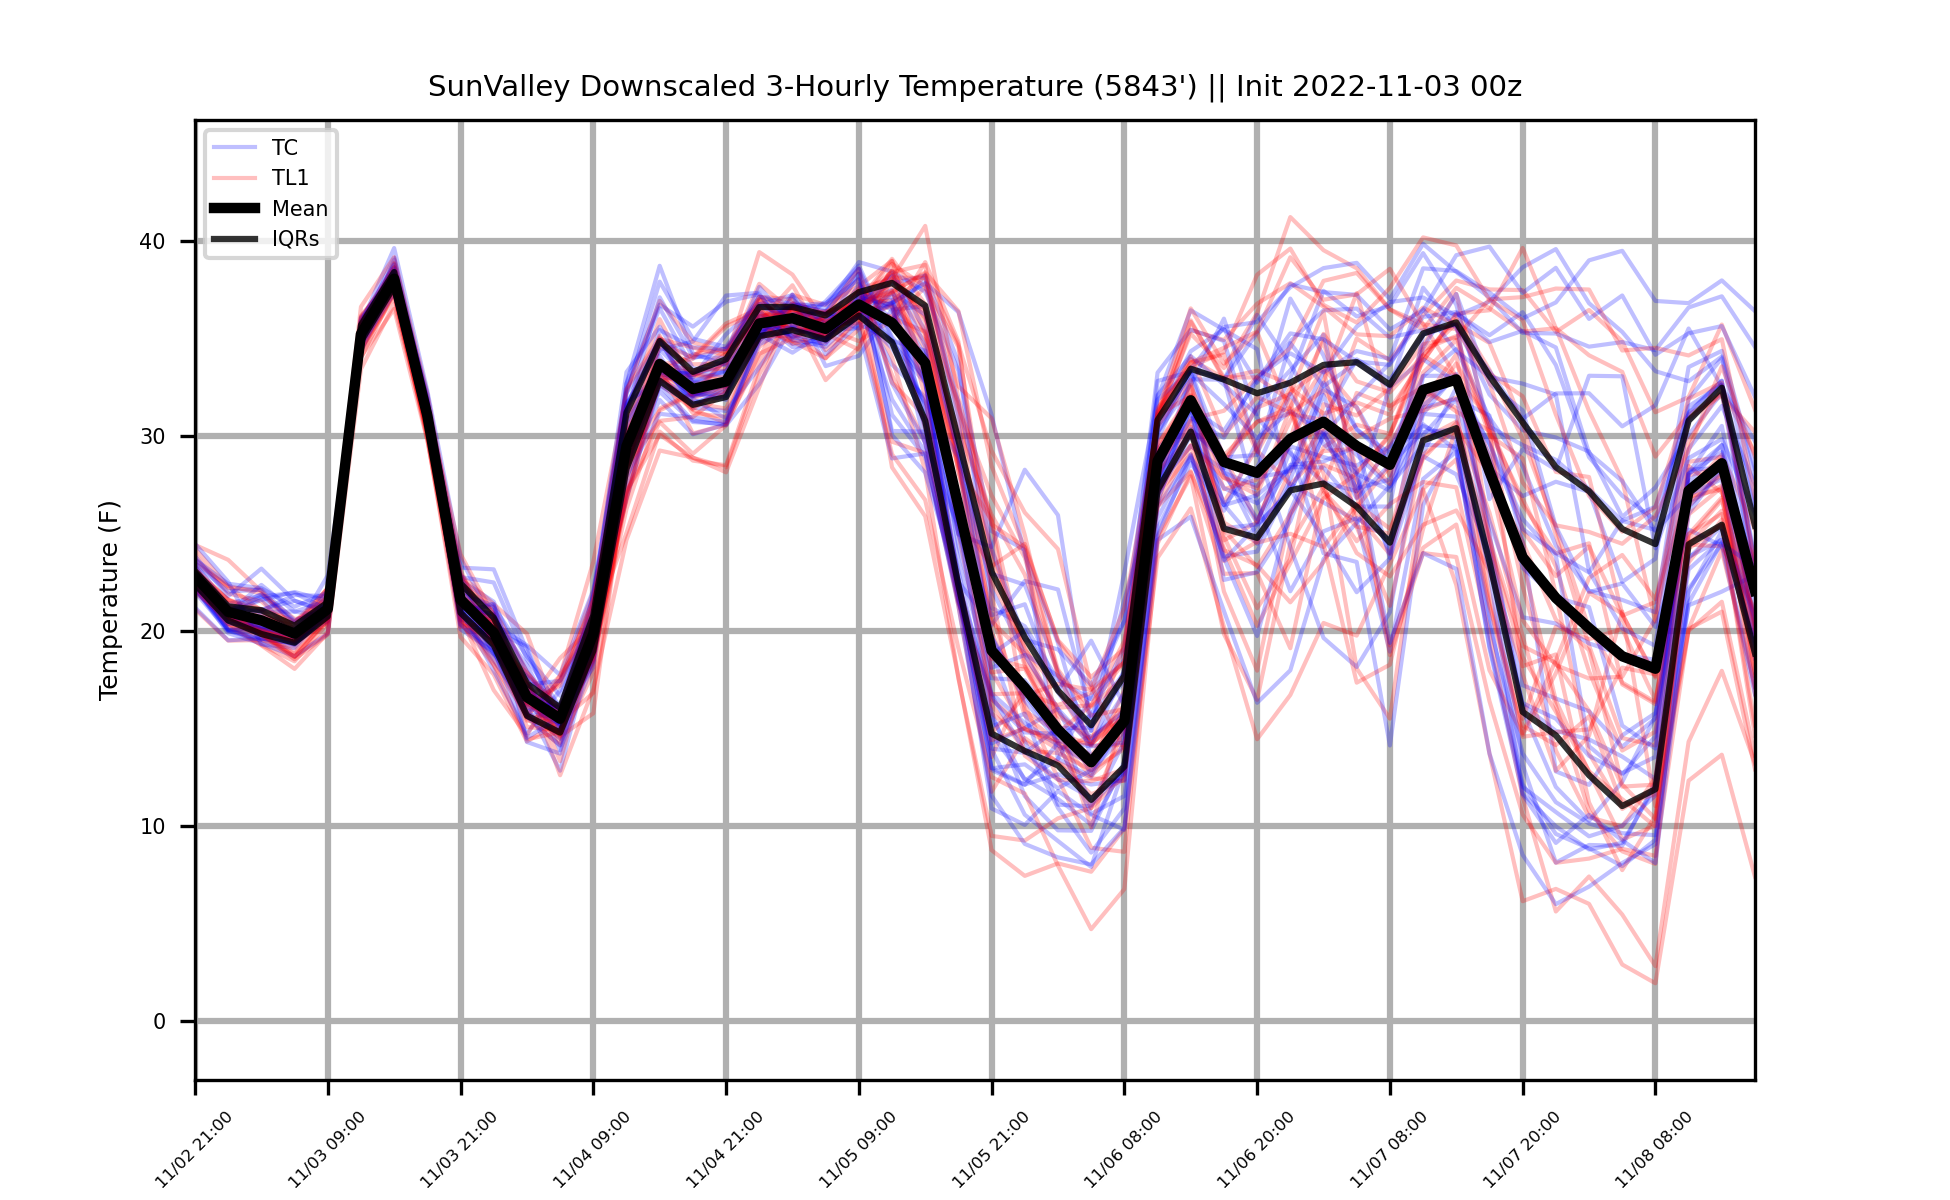 SunValley Downscaled 3-Hourly Temperature (5843') || Init 2022-11-03 00z
TC
TL1
Mean
IQRs
Temperature (F)
40
30
20
10
0
11/02 21:00
11/03 09:00
11/03 21:00
11/04 09:00
11/04 21:00
11/05 09:00
11/05 21:00
11/06 08:00
11/06 20:00
11/07 08:00
11/07 20:00
11/08 08:00